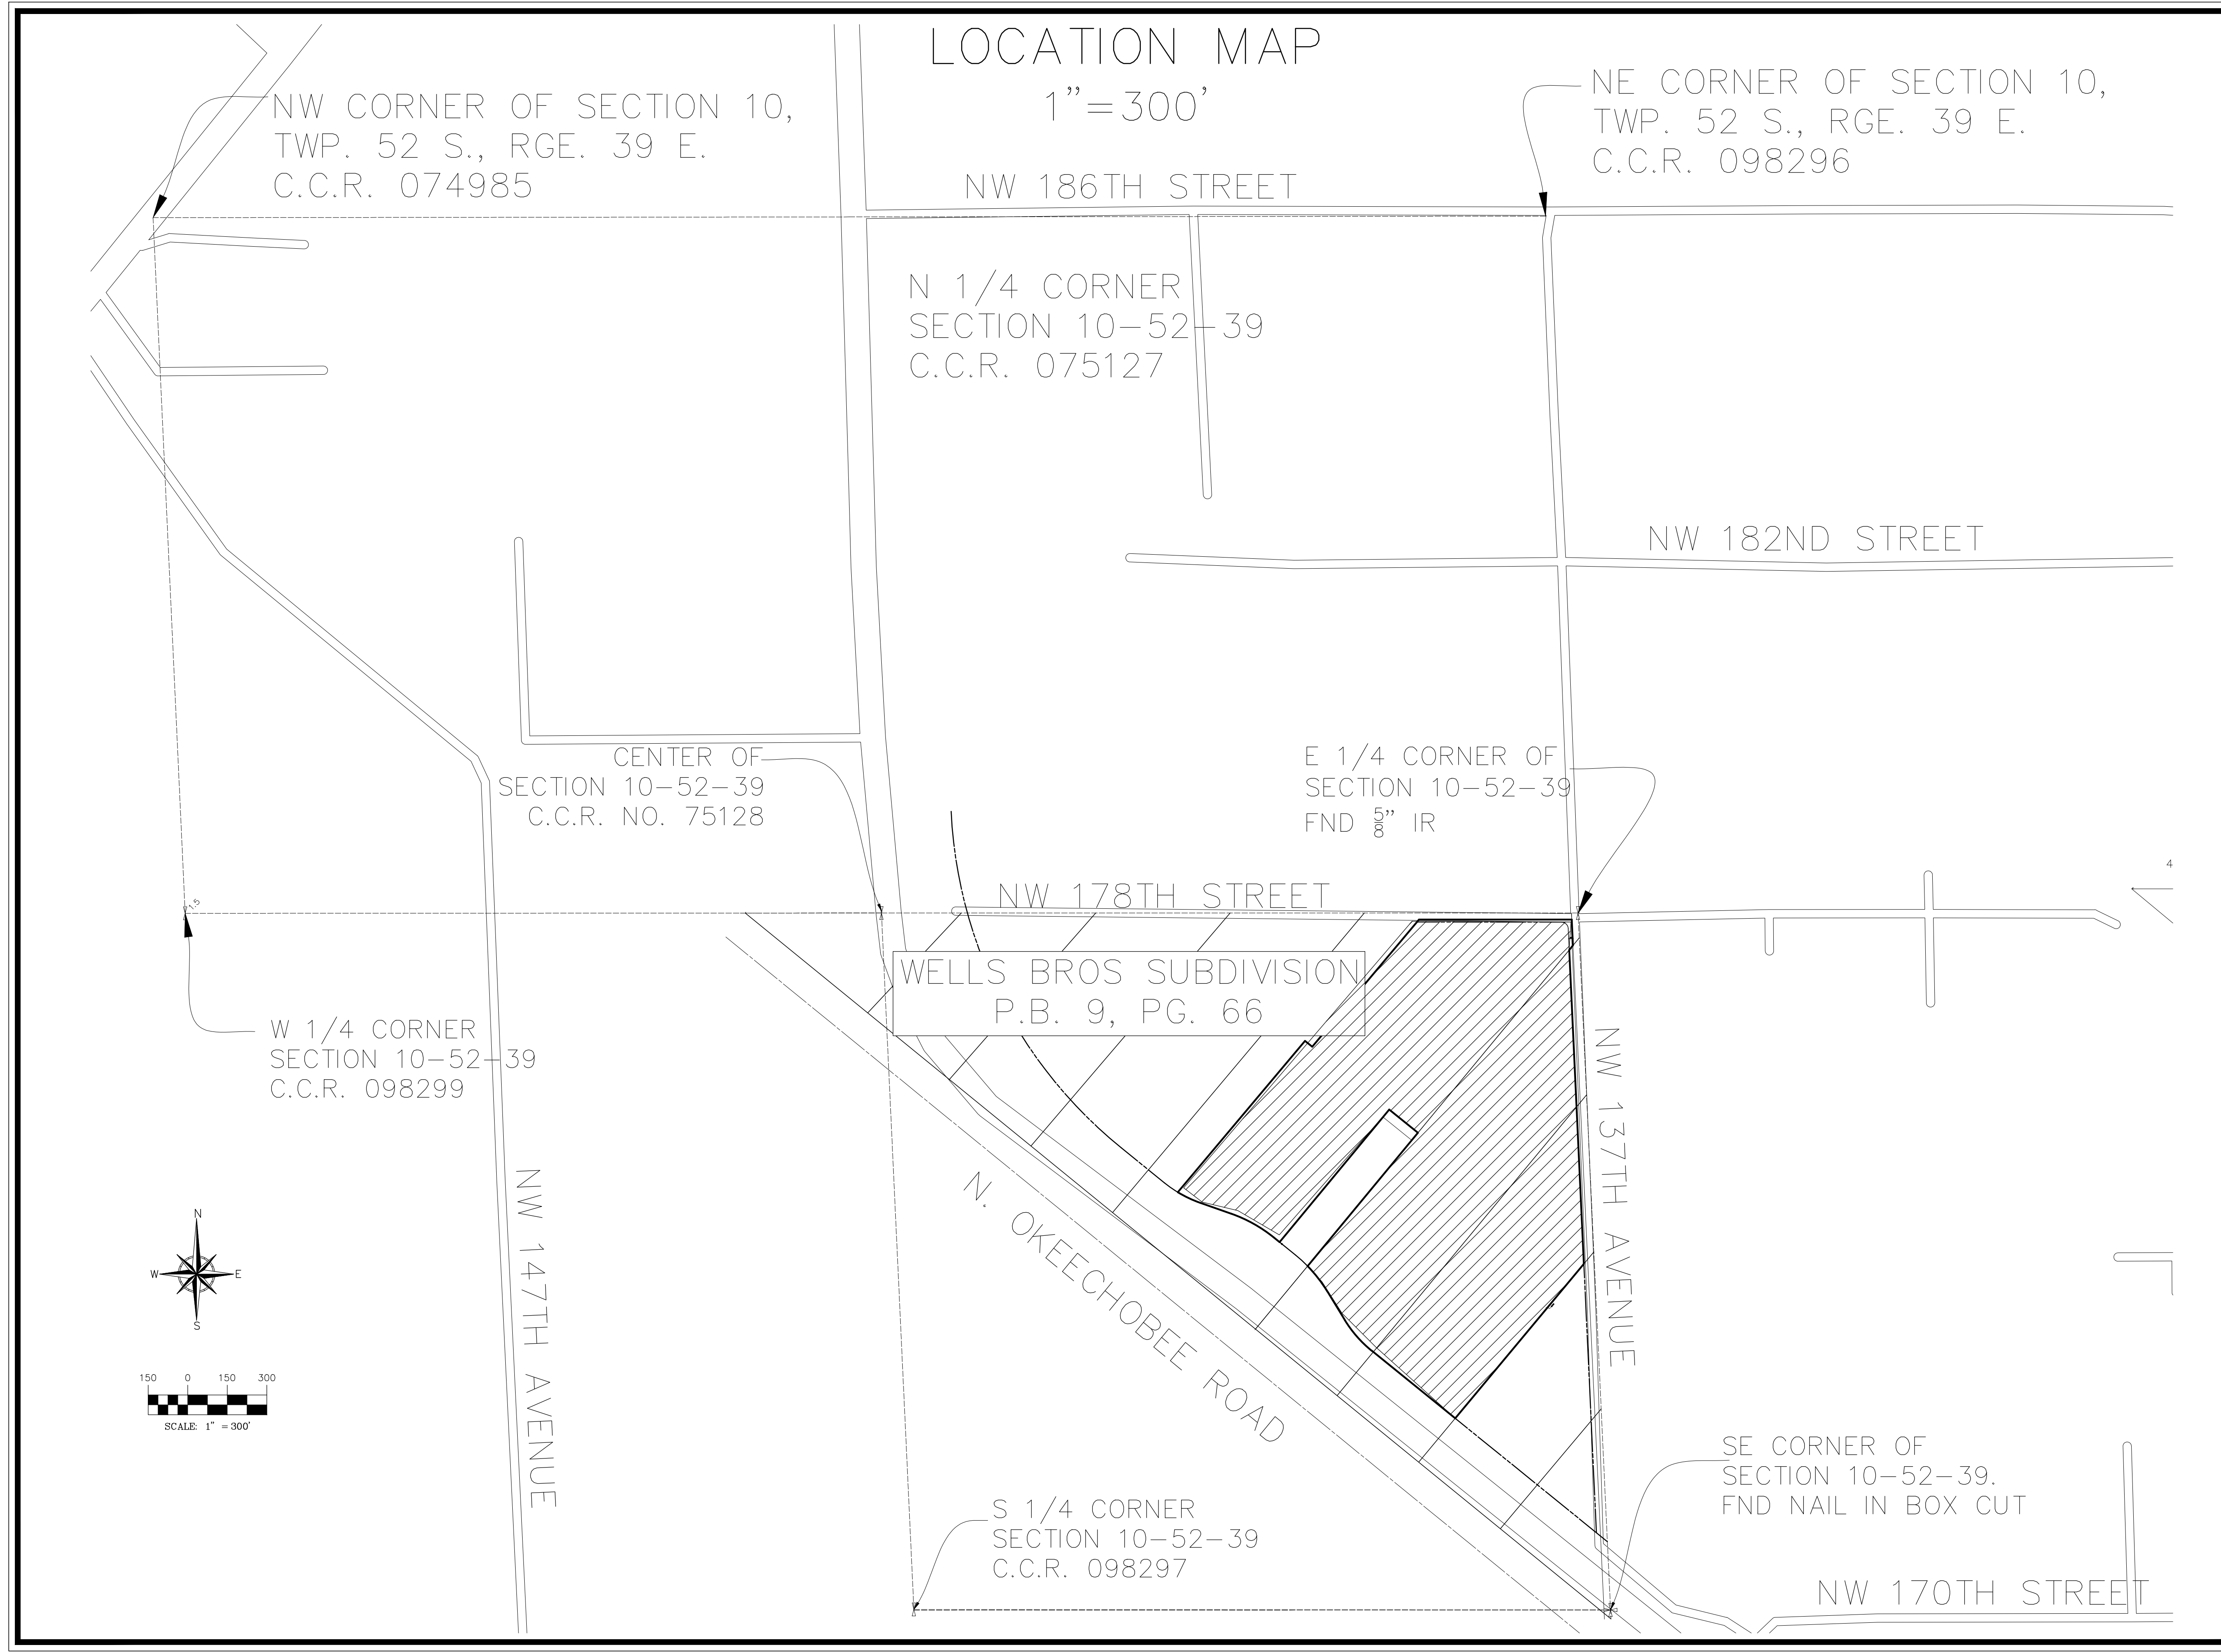 LOCATION MAP
1"=300'
NW CORNER OF SECTION 10,
TWP. 52 S., RGE. 39 E.
C.C.R. 074985
NE CORNER OF SECTION 10,
TWP. 52 S., RGE. 39 E.
C.C.R. 098296
NW 186TH STREET
N 1/4 CORNER
SECTION 10-52-39
C.C.R. 075127
NW 182ND STREET
CENTER OF
SECTION 10-52-39
C.C.R. NO. 75128
E 1/4 CORNER OF
SECTION 10-52-39
FND 5/8" IR
4
NW 178TH STREET
1.5
WELLS BROS SUBDIVISION
P.B. 9, PG. 66
W 1/4 CORNER
SECTION 10-52-39
C.C.R. 098299
NW 137TH AVENUE
NW 147TH AVENUE
N. OKEECHOBEE ROAD
N
W
E
S
150 0 150 300
SCALE: 1" =300'
SE CORNER OF
SECTION 10-52-39.
FND NAIL IN BOX CUT
S 1/4 CORNER
SECTION 10-52-39
C.C.R. 098297
NW 170TH STREET